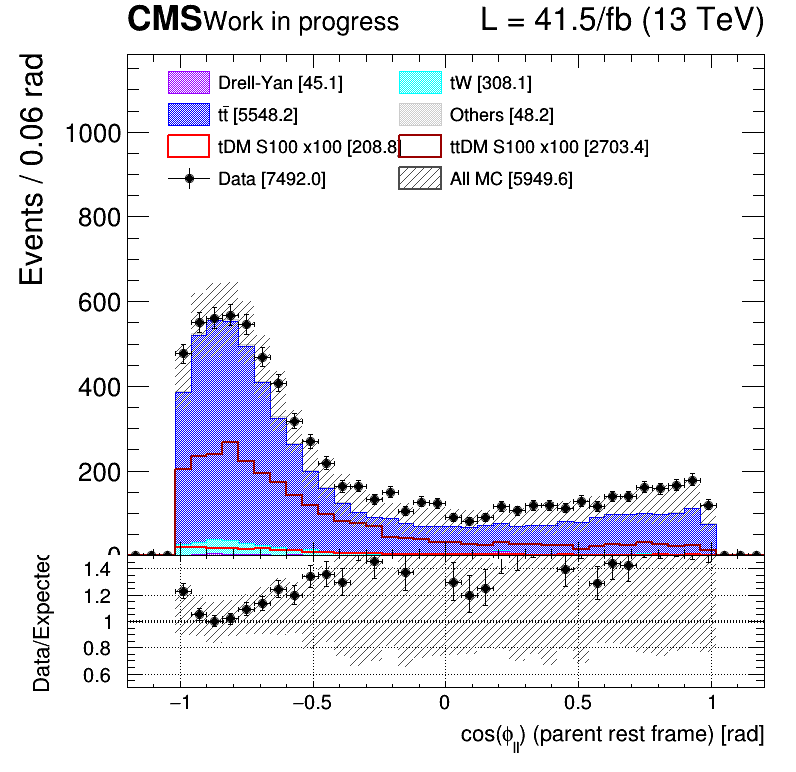 CMS Work in progress L = 41.5/fb (13 TeV)
Events / 0.06 rad
Drell-Yan [45.1] tW [308.1]
tt̄ [5548.2] Others [48.2]
tDM S100 x100 [208.8] ttDM S100 x100 [2703.4]
Data [7492.0] All MC [5949.6]
1000
800
600
400
200
0
Data/Expected
1.4
1.2
1
0.8
0.6
−1 −0.5 0 0.5 1
cos(ϕ_ll) (parent rest frame) [rad]